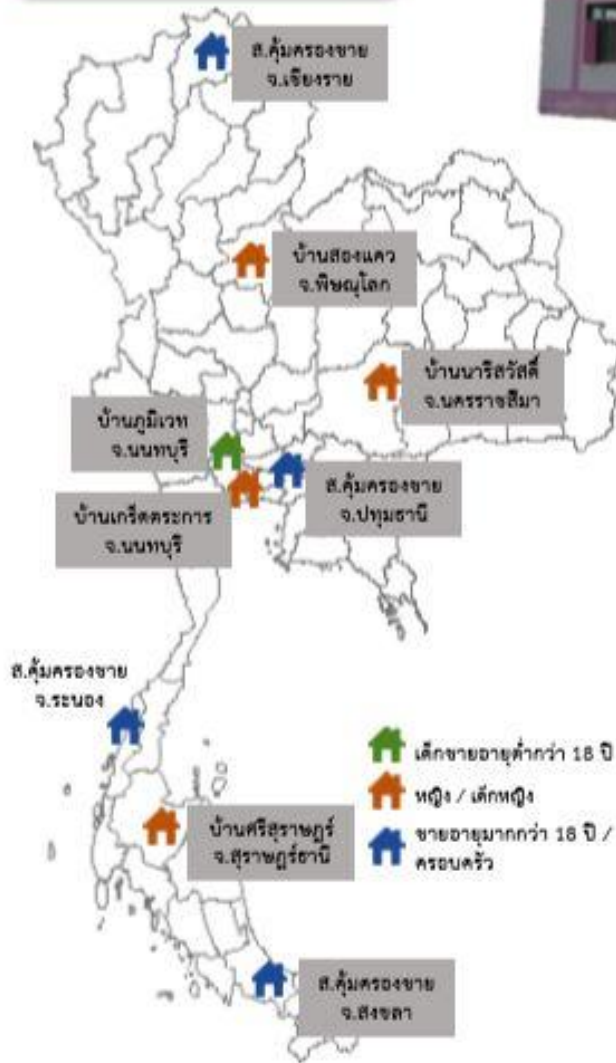 ส.คุ้มครองชาย
จ.เชียงราย
บ้านสองแคว
จ.พิษณุโลก
บ้านนารีสวัสดิ์
จ.นครราชสีมา
บ้านภูมิเวท
จ.นนทบุรี
ส.คุ้มครองชาย
จ.ปทุมธานี
บ้านเกร็ดตระการ
จ.นนทบุรี
ส.คุ้มครองชาย
จ.ระนอง
เด็กชายอายุต่ำกว่า 18 ปี
หญิง / เด็กหญิง
ชายอายุมากกว่า 18 ปี /
ครอบครัว
บ้านศรีสุราษฎร์
จ.สุราษฎร์ธานี
ส.คุ้มครองชาย
จ.สงขลา